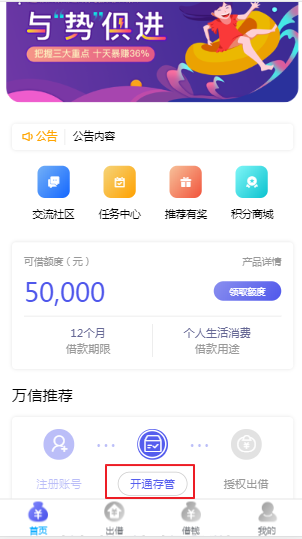 与“势”俱进
把握三大重点 十天暴赚36%
公告 公告内容
交流社区 任务中心 推荐有奖 积分商城
可借额度（元） 产品详情
50,000 领取额度
12个月 个人生活消费
借款期限 借款用途
万信推荐
注册账号 开通存管 授权出借
首页 出借 借钱 我的